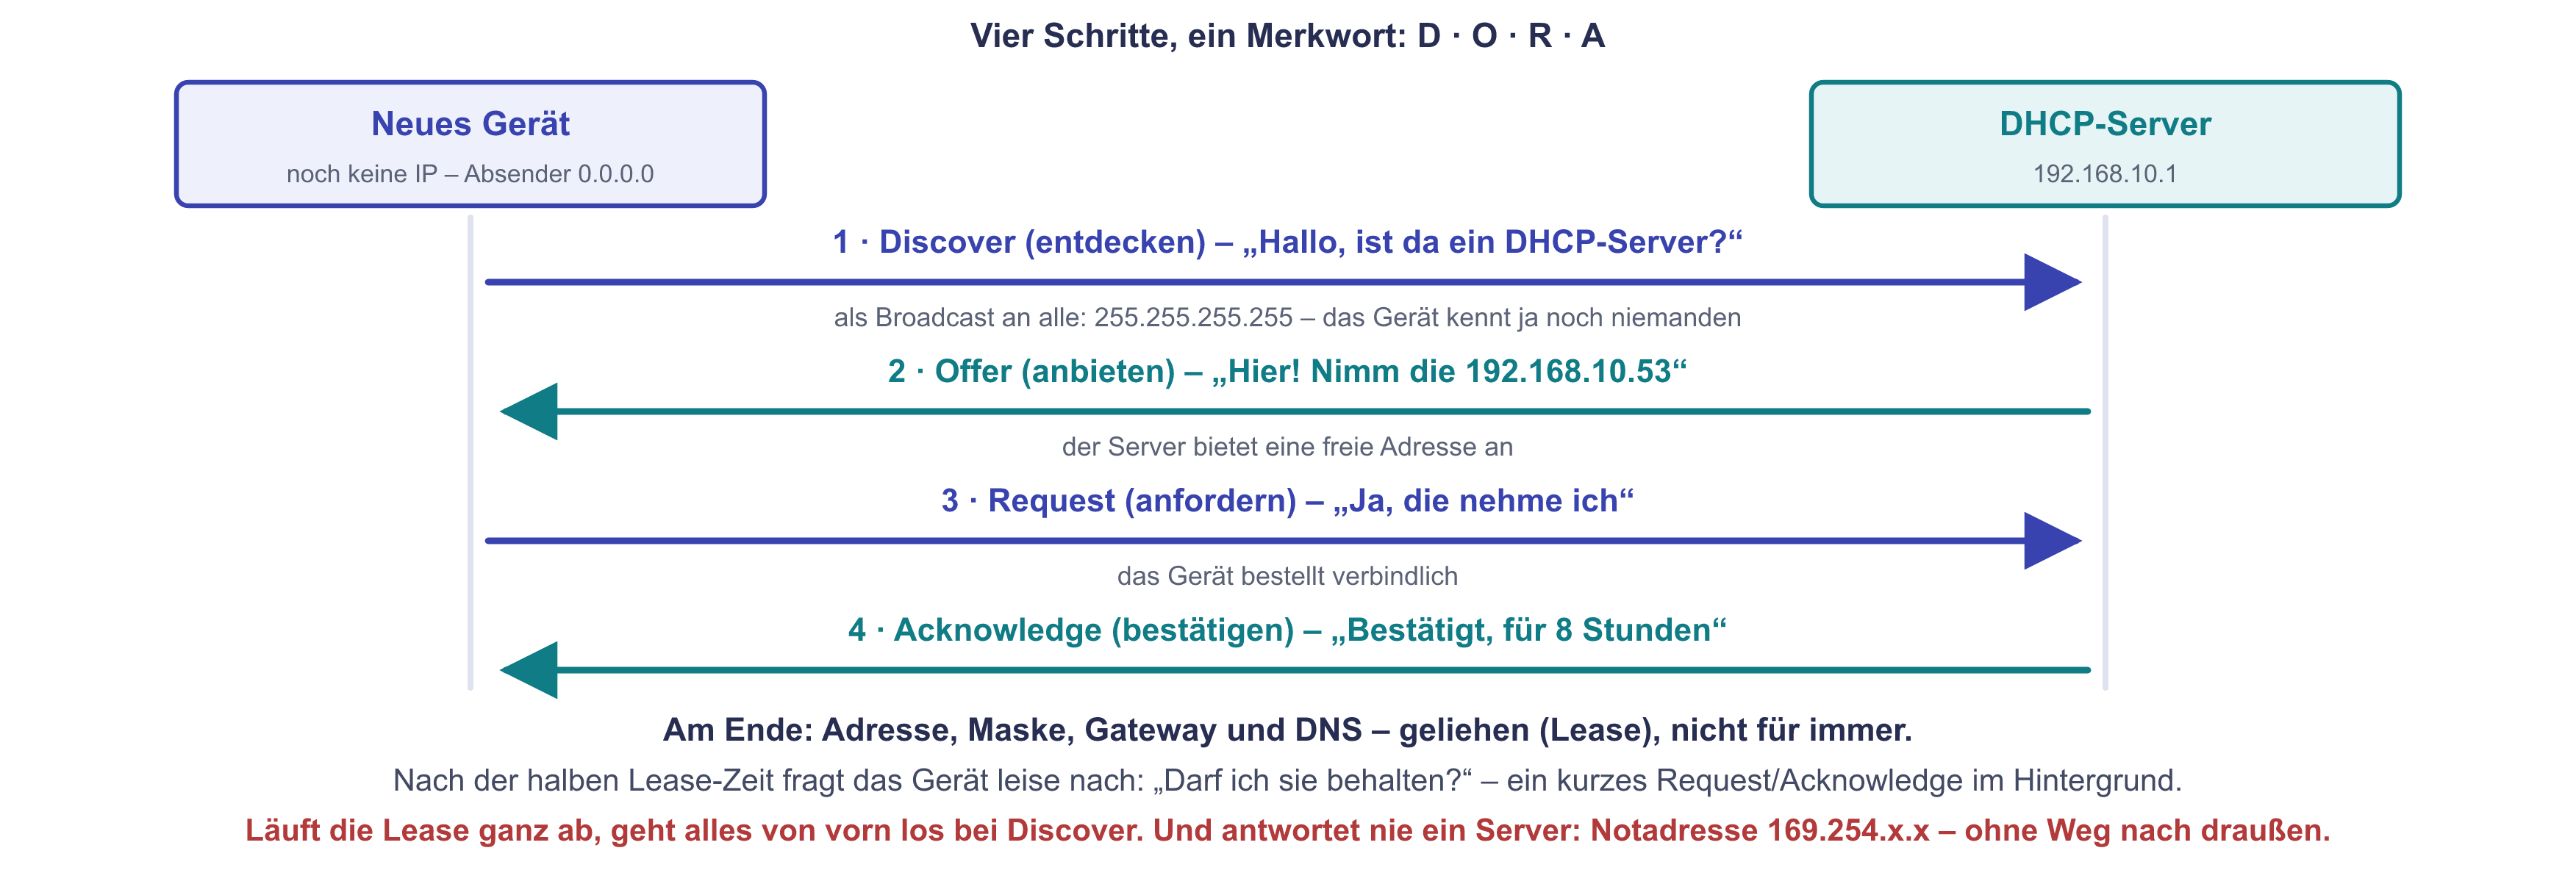 Vier Schritte, ein Merkwort: D · O · R · A
Neues Gerät
noch keine IP – Absender 0.0.0.0
DHCP-Server
192.168.10.1
1 · Discover (entdecken) – „Hallo, ist da ein DHCP-Server?“
als Broadcast an alle: 255.255.255.255 – das Gerät kennt ja noch niemanden
2 · Offer (anbieten) – „Hier! Nimm die 192.168.10.53“
der Server bietet eine freie Adresse an
3 · Request (anfordern) – „Ja, die nehme ich“
das Gerät bestellt verbindlich
4 · Acknowledge (bestätigen) – „Bestätigt, für 8 Stunden“
Am Ende: Adresse, Maske, Gateway und DNS – geliehen (Lease), nicht für immer.
Nach der halben Lease-Zeit fragt das Gerät leise nach: „Darf ich sie behalten?“ – ein kurzes Request/Acknowledge im Hintergrund.
Läuft die Lease ganz ab, geht alles von vorn los bei Discover. Und antwortet nie ein Server: Notadresse 169.254.x.x – ohne Weg nach draußen.